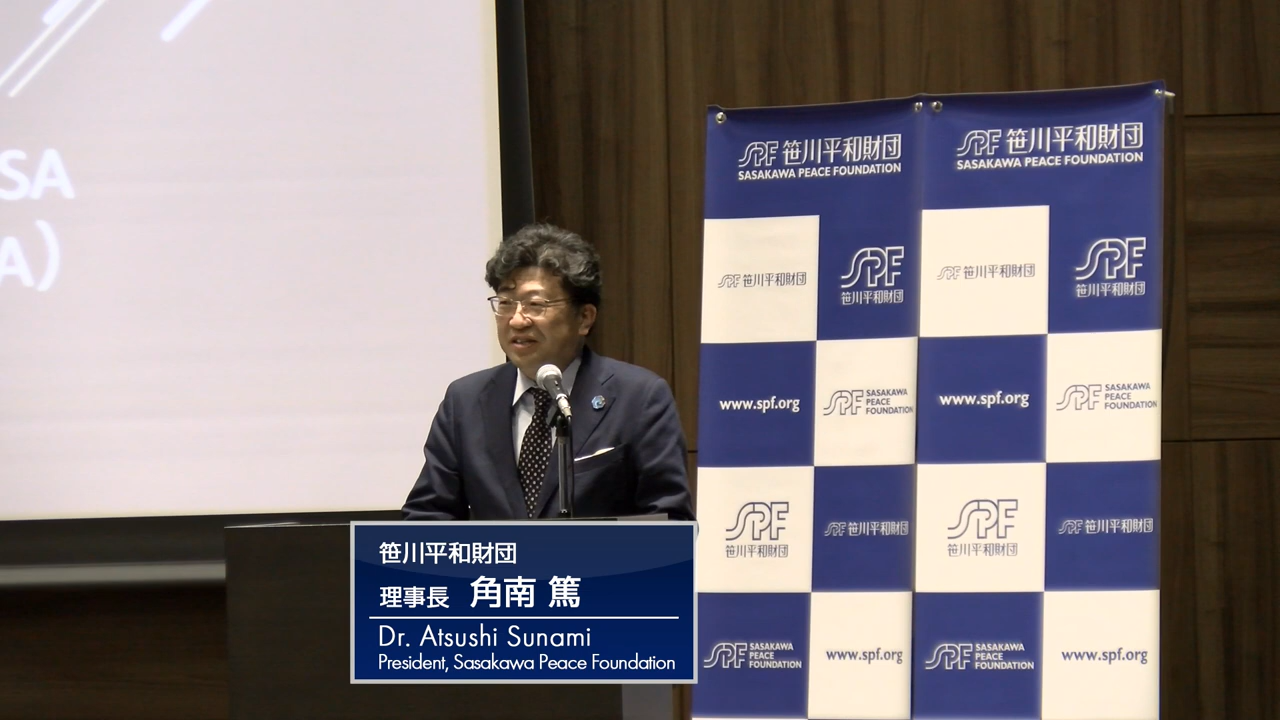 SA
A)
SPF 笹川平和財団
SASAKAWA PEACE FOUNDATION
SPF 笹川平和財団
SASAKAWA PEACE FOUNDATION
SPF 笹川平和財団
SPF
笹川平和財団
SPF 笹川平和財団
SPF
笹川平和財団
www.spf.org
SPF SASAKAWA
PEACE
FOUNDATION
www.spf.org
SPF SASAKAWA
PEACE
FOUNDATION
SPF
笹川平和財団
SPF 笹川平和財団
SPF
笹川平和財団
SPF 笹川平和財団
SPF SASAKAWA
PEACE
FOUNDATION
www.spf.org
SPF SASAKAWA
PEACE
FOUNDATION
www.spf.org
笹川平和財団
理事長 角南 篤
Dr. Atsushi Sunami
President, Sasakawa Peace Foundation